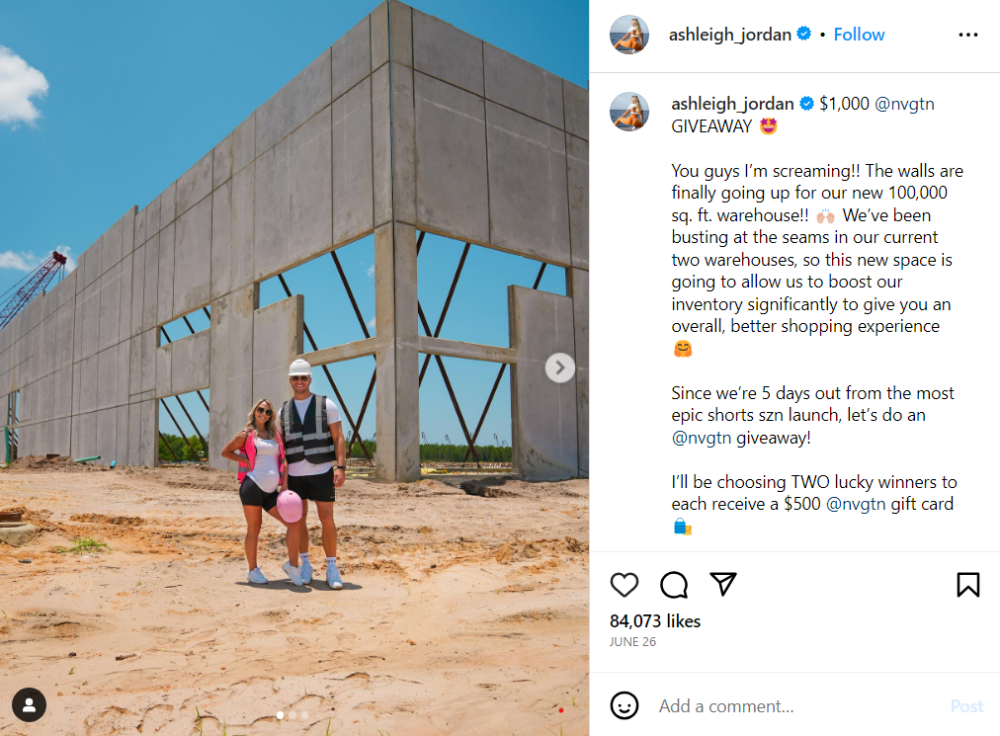 ashleigh_jordan • Follow
ashleigh_jordan $1,000 @nvgtn
GIVEAWAY 🤩
You guys I’m screaming!! The walls are
finally going up for our new 100,000
sq. ft. warehouse!! 🙌🏻 We’ve been
busting at the seams in our current
two warehouses, so this new space is
going to allow us to boost our
inventory significantly to give you an
overall, better shopping experience
🤗
Since we’re 5 days out from the most
epic shorts szn launch, let’s do an
@nvgtn giveaway!
I’ll be choosing TWO lucky winners to
each receive a $500 @nvgtn gift card
🛍️
84,073 likes
JUNE 26
Add a comment...
Post